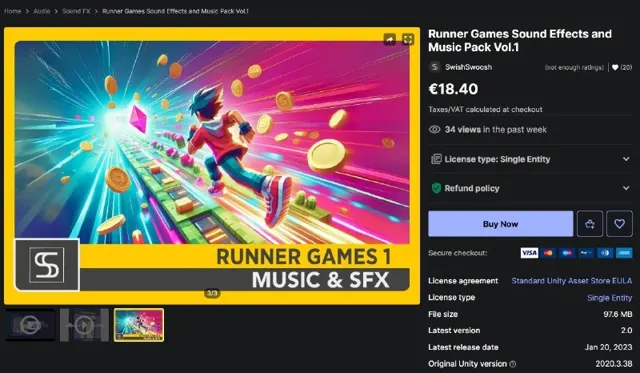 Home > Audio > Sound FX > Runner Games Sound Effects and Music Pack Vol.1
RUNNER GAMES 1
MUSIC & SFX
3/3
Runner Games Sound Effects and
Music Pack Vol.1
SwishSwoosh
(not enough ratings) | (20)
€18.40
Taxes/VAT calculated at checkout
34 views in the past week
License type: Single Entity
Refund policy
Buy Now
Secure checkout: VISA
License agreement Standard Unity Asset Store EULA
License type Single Entity
File size 97.6 MB
Latest version 2.0
Latest release date Jan 20, 2023
Original Unity version 2020.3.38